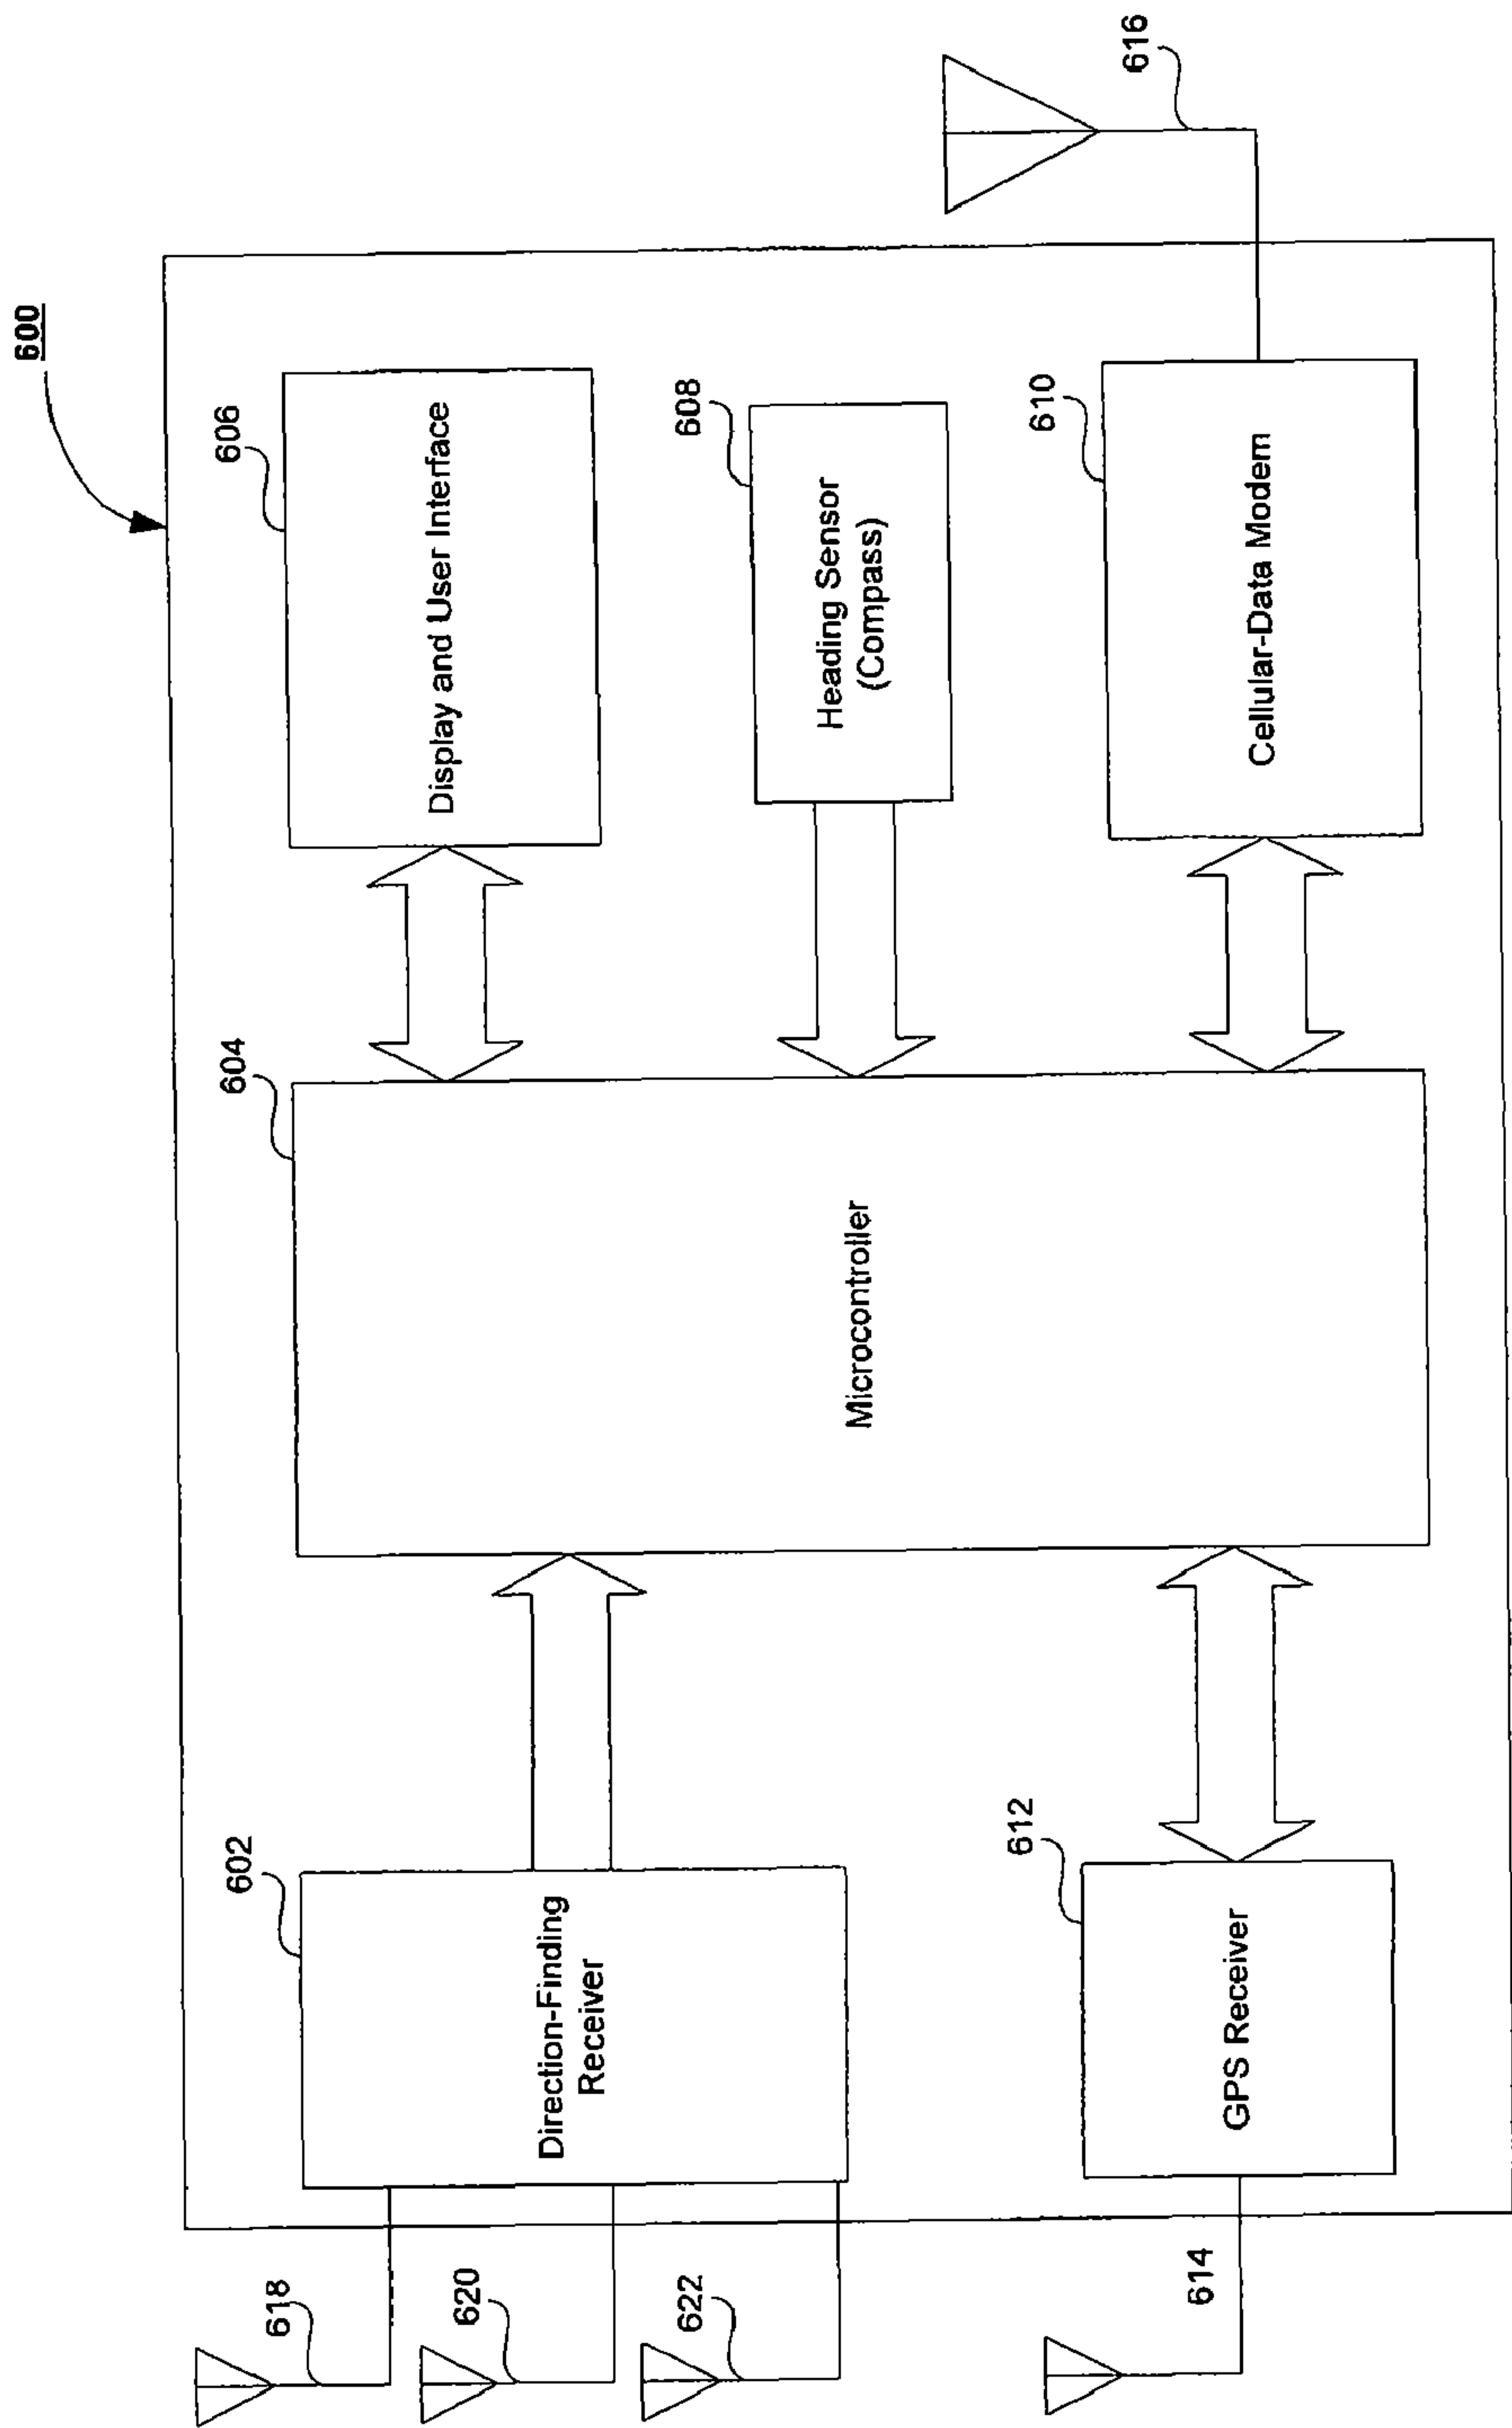 600
618
620
622
602
Direction-Finding
Receiver
604
Microcontroller
606
Display and User Interface
608
Heading Sensor
(Compass)
610
Cellular-Data Modem
616
612
GPS Receiver
614